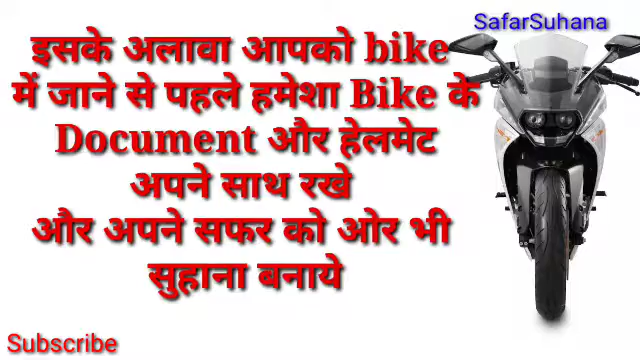 SafarSuhana
इसके अलावा आपको bike
में जाने से पहले हमेशा Bike के
Document और हेलमेट
अपने साथ रखे
और अपने सफर को ओर भी
सुहाना बनाये
Subscribe